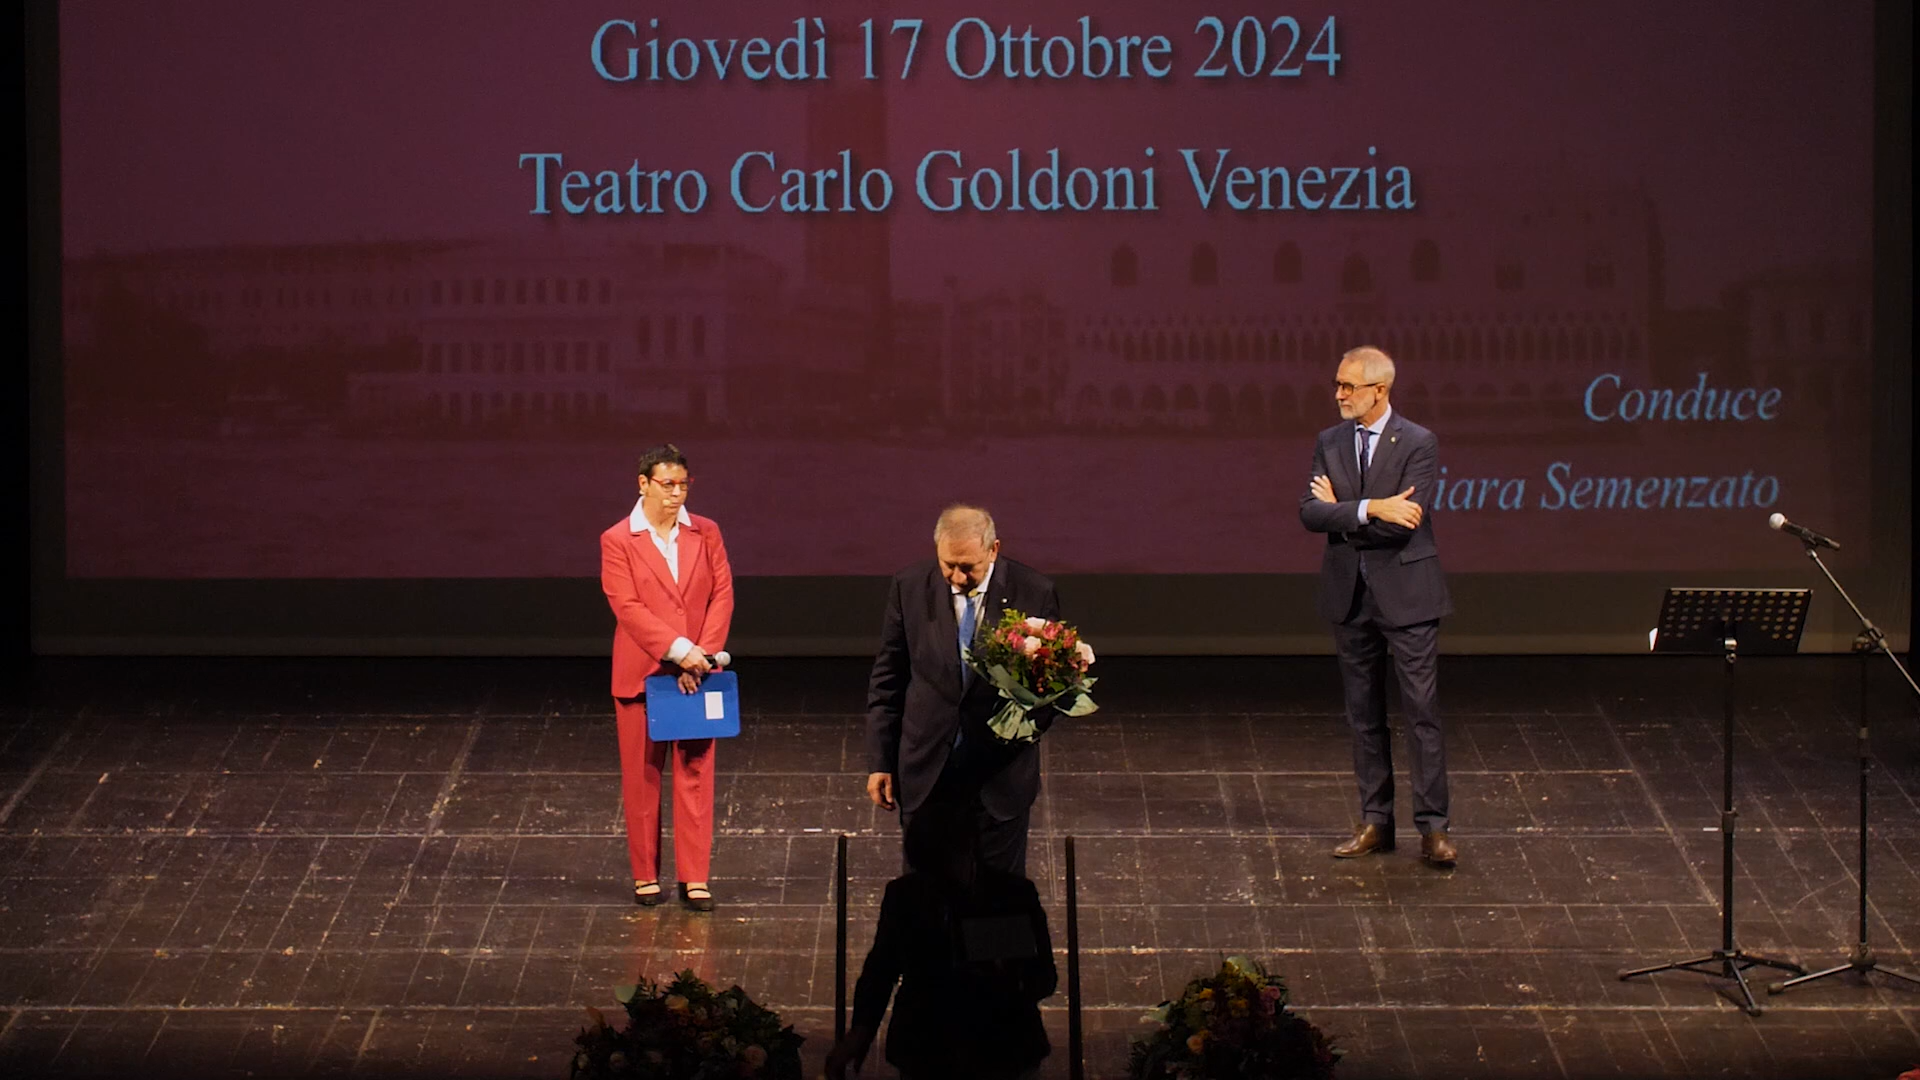 Giovedì 17 Ottobre 2024
Teatro Carlo Goldoni Venezia
Conduce
iara Semenzato